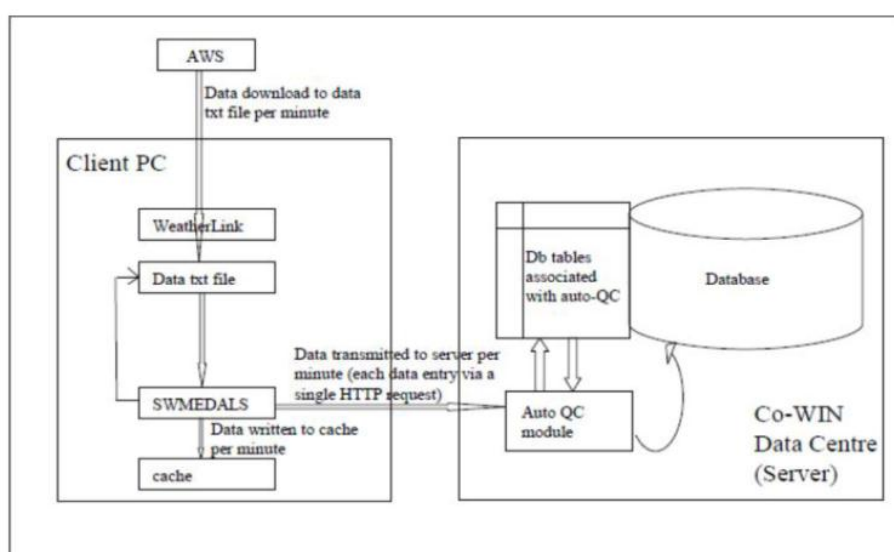 AWS
Data download to data
txt file per minute
Client PC
WeatherLink
Data txt file
SWMEDALS
Data written to cache
per minute
cache
Data transmitted to server per
minute (each data entry via a
single HTTP request)
Db tables
associated
with auto-QC
Database
Auto QC
module
Co-WIN
Data Centre
(Server)